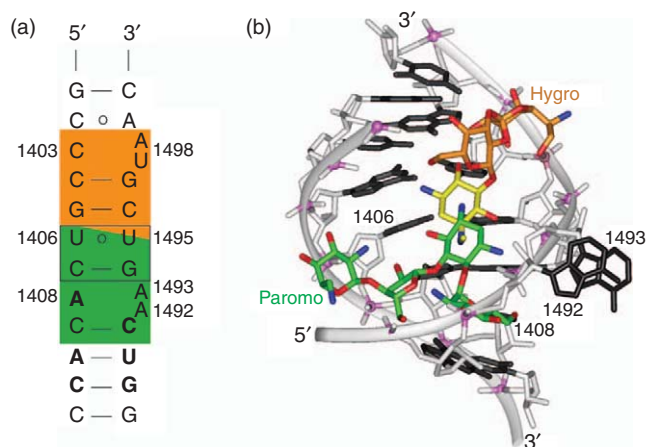 (a) 5′ 3′
G — C
C o A
1403 C A 1498
U
C — G
G — C
1406 U o U 1495
C — G
1408 A A 1493
A 1492
C — C
A — U
C — G
C — G
(b)
3′
Hygro
1406
1493
Paromo
1492
1408
5′
3′